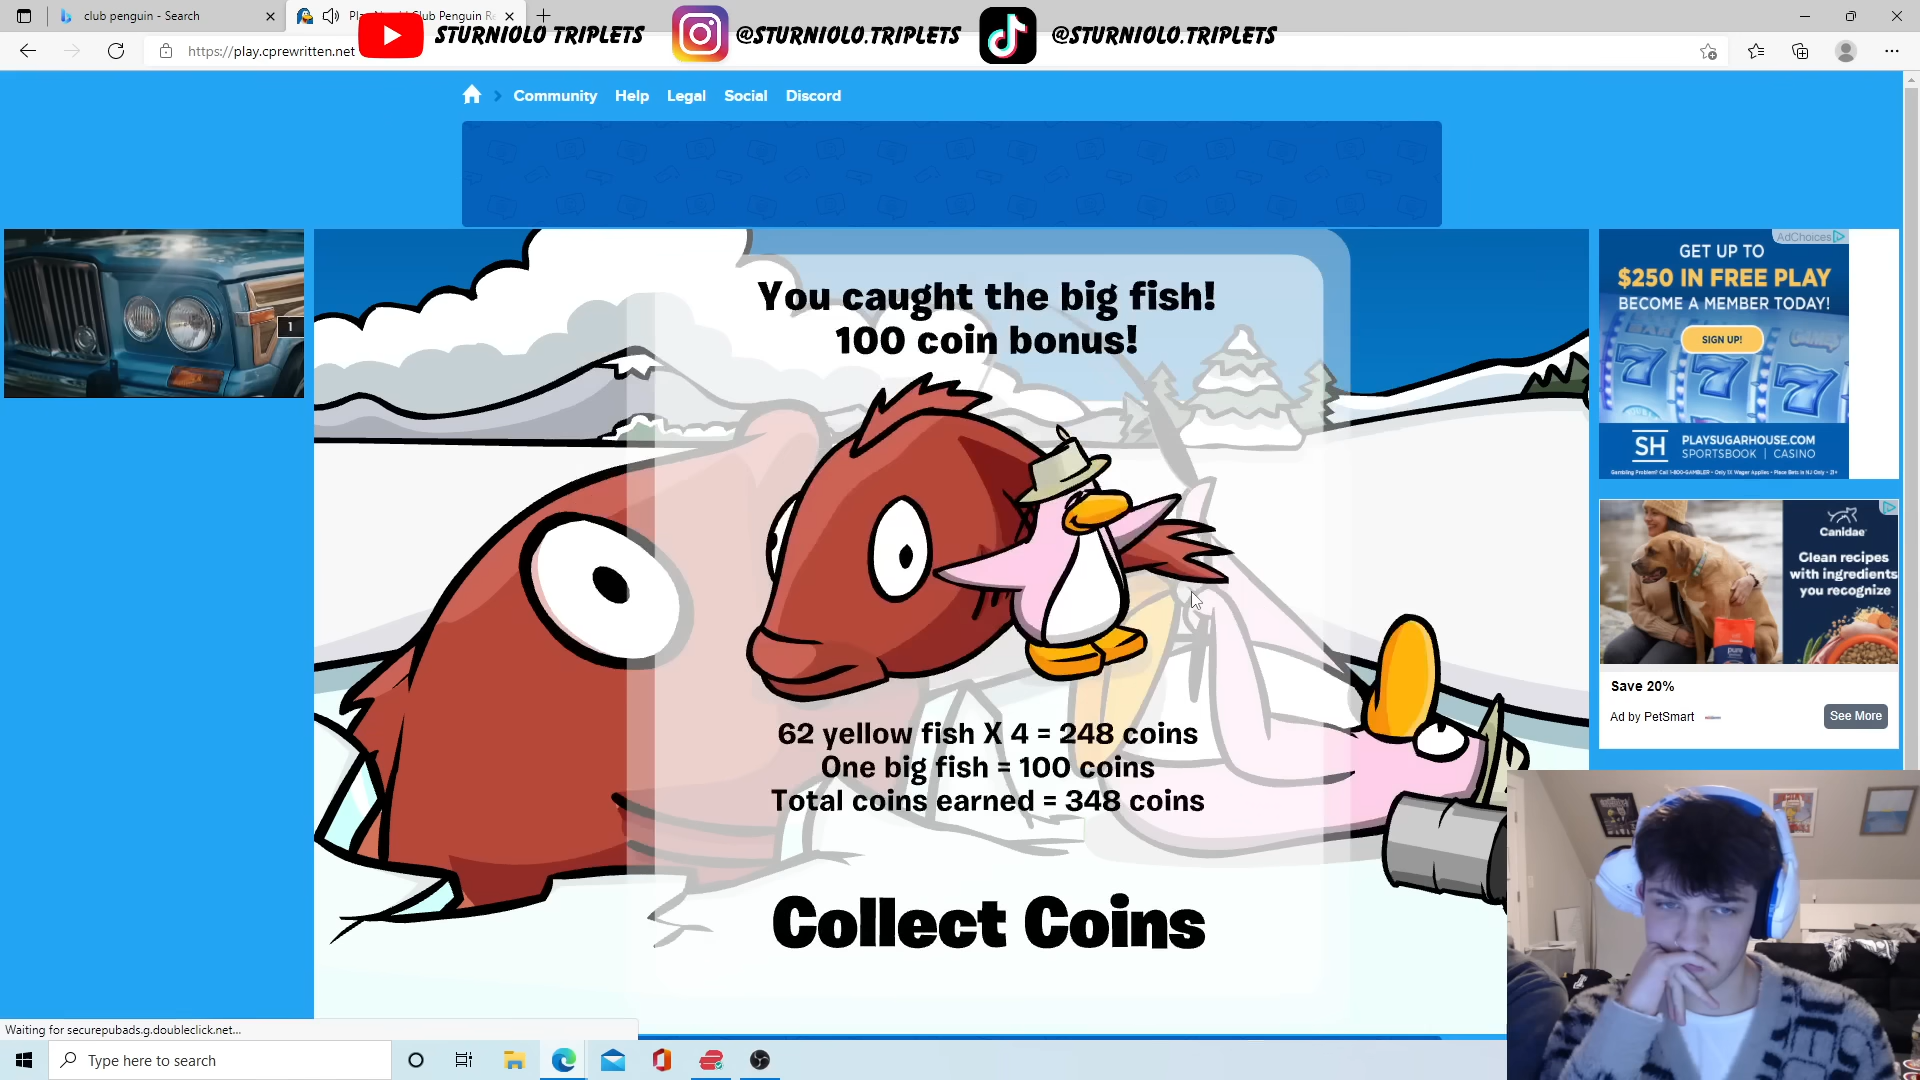 club penguin - Search
STURNIOLO TRIPLETS
@STURNIOLO.TRIPLETS
@STURNIOLO.TRIPLETS
https://play.cprewritten.net
Community Help Legal Social Discord
1
You caught the big fish!
100 coin bonus!
62 yellow fish X 4 = 248 coins
One big fish = 100 coins
Total coins earned = 348 coins
Collect Coins
AdChoices
GET UP TO
$250 IN FREE PLAY
BECOME A MEMBER TODAY!
SIGN UP!
7 7 7
SH
PLAYSUGARHOUSE.COM
SPORTSBOOK | CASINO
Canidae
Clean recipes
with ingredients
you recognize
Save 20%
Ad by PetSmart
See More
Waiting for securepubads.g.doubleclick.net...
Type here to search